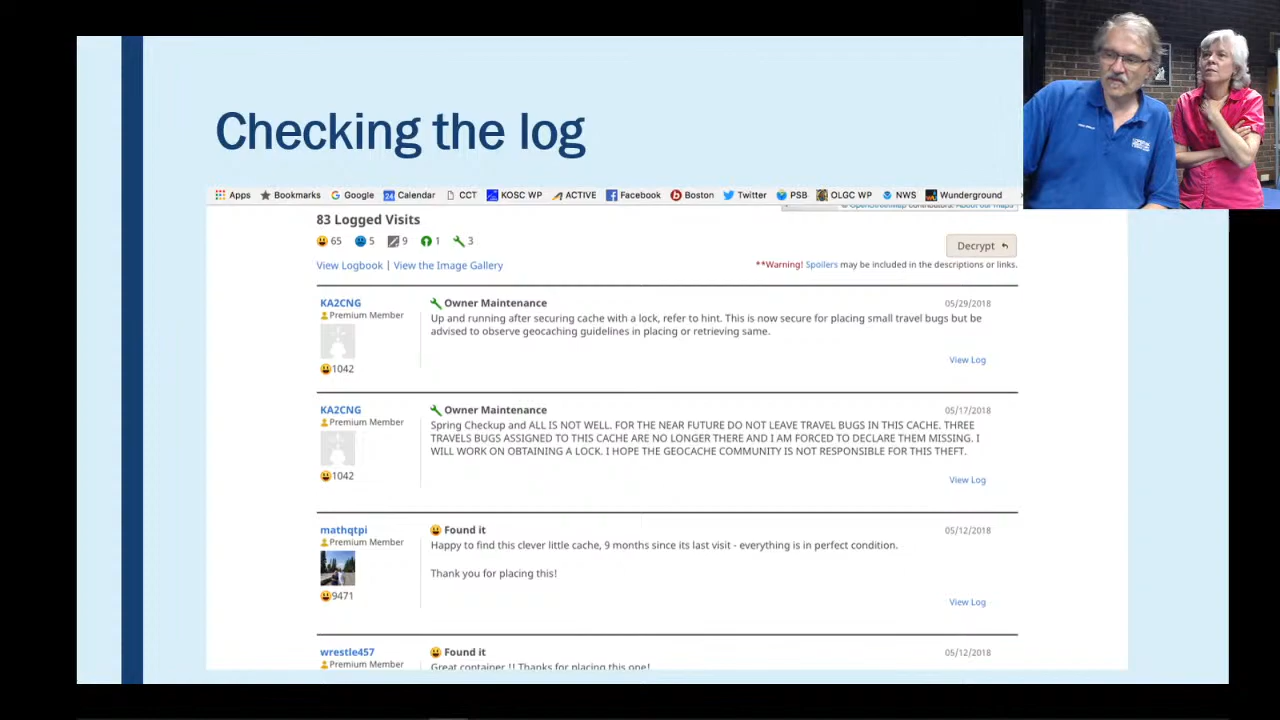 Checking the log
Apps Bookmarks Google Calendar CCT KOSC WP ACTIVE Facebook Boston Twitter PSB OLGC WP NWS Wunderground
83 Logged Visits
65 5 9 1 3
Decrypt
View Logbook | View the Image Gallery
**Warning! Spoilers may be included in the descriptions or links.
KA2CNG
Premium Member
1042
Owner Maintenance
05/29/2018
Up and running after securing cache with a lock, refer to hint. This is now secure for placing small travel bugs but be
advised to observe geocaching guidelines in placing or retrieving same.
View Log
KA2CNG
Premium Member
1042
Owner Maintenance
05/17/2018
Spring Checkup and ALL IS NOT WELL. FOR THE NEAR FUTURE DO NOT LEAVE TRAVEL BUGS IN THIS CACHE. THREE
TRAVELS BUGS ASSIGNED TO THIS CACHE ARE NO LONGER THERE AND I AM FORCED TO DECLARE THEM MISSING. I
WILL WORK ON OBTAINING A LOCK. I HOPE THE GEOCACHE COMMUNITY IS NOT RESPONSIBLE FOR THIS THEFT.
View Log
mathqtpi
Premium Member
9471
Found it
05/12/2018
Happy to find this clever little cache, 9 months since its last visit - everything is in perfect condition.
Thank you for placing this!
View Log
wrestle457
Premium Member
Found it
05/12/2018
Great container !! Thanks for placing this one!